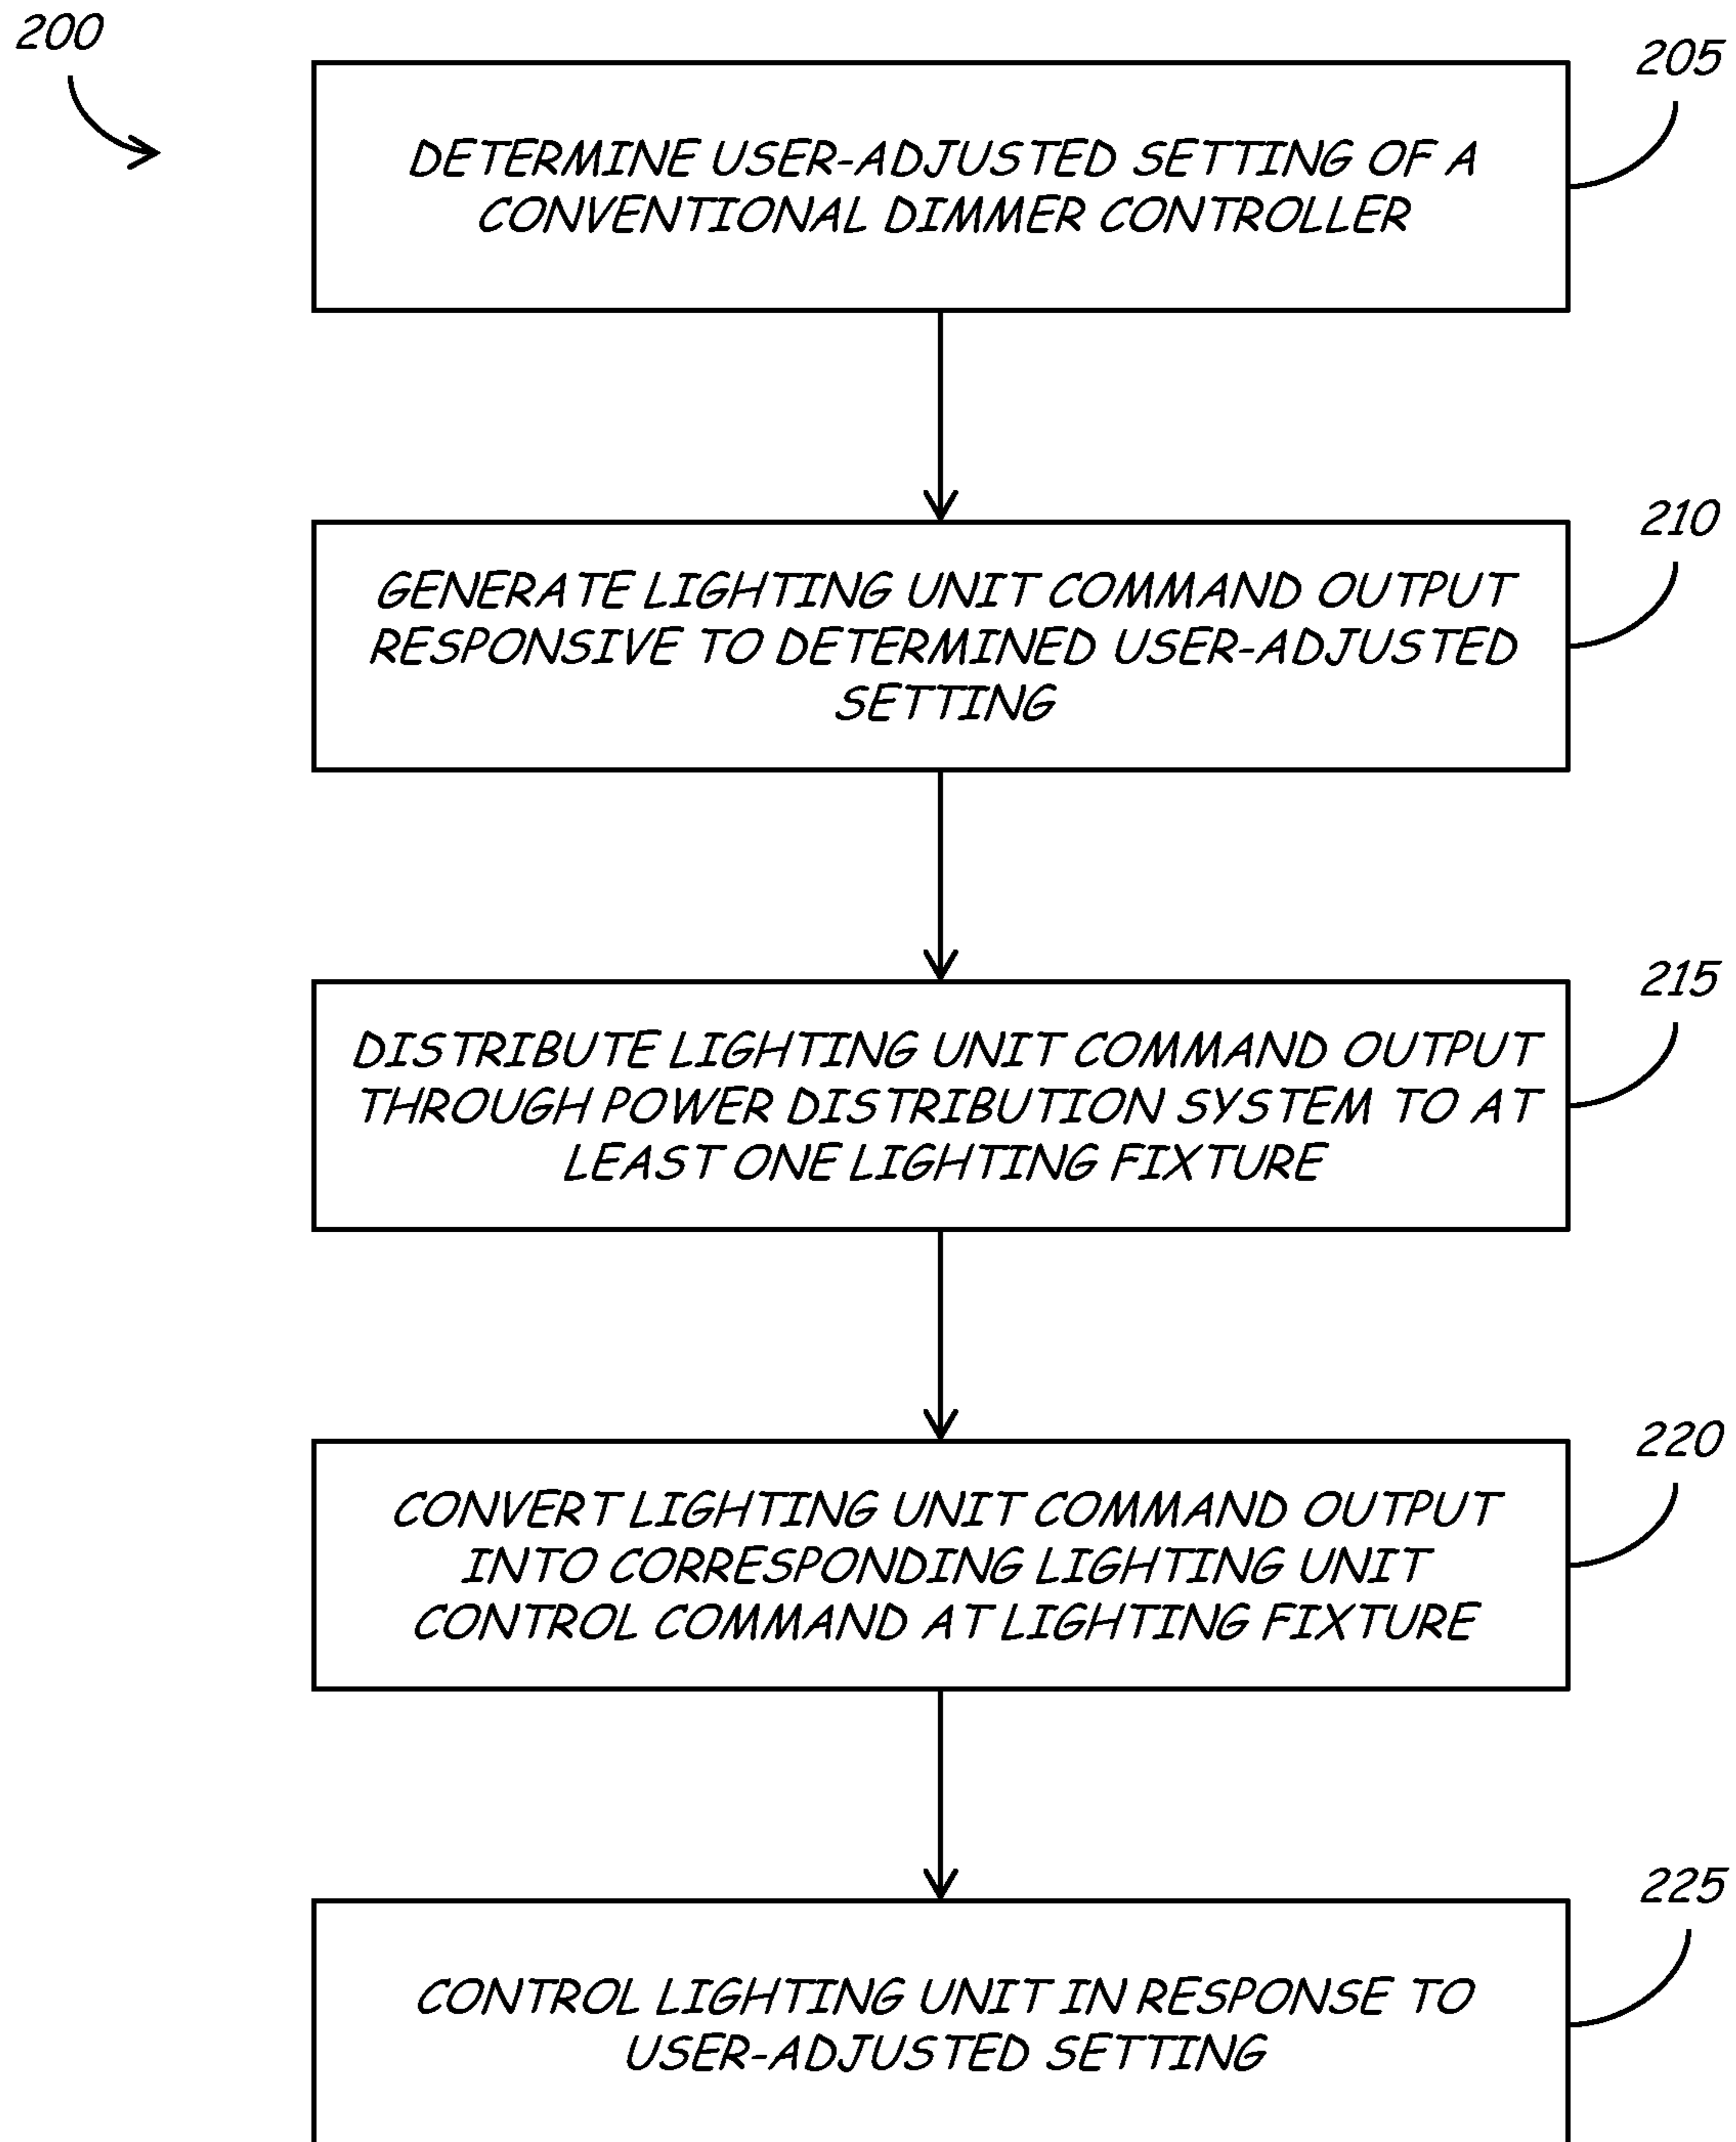 200
205
DETERMINE USER-ADJUSTED SETTING OF A
CONVENTIONAL DIMMER CONTROLLER
210
GENERATE LIGHTING UNIT COMMAND OUTPUT
RESPONSIVE TO DETERMINED USER-ADJUSTED
SETTING
215
DISTRIBUTE LIGHTING UNIT COMMAND OUTPUT
THROUGH POWER DISTRIBUTION SYSTEM TO AT
LEAST ONE LIGHTING FIXTURE
220
CONVERT LIGHTING UNIT COMMAND OUTPUT
INTO CORRESPONDING LIGHTING UNIT
CONTROL COMMAND AT LIGHTING FIXTURE
225
CONTROL LIGHTING UNIT IN RESPONSE TO
USER-ADJUSTED SETTING